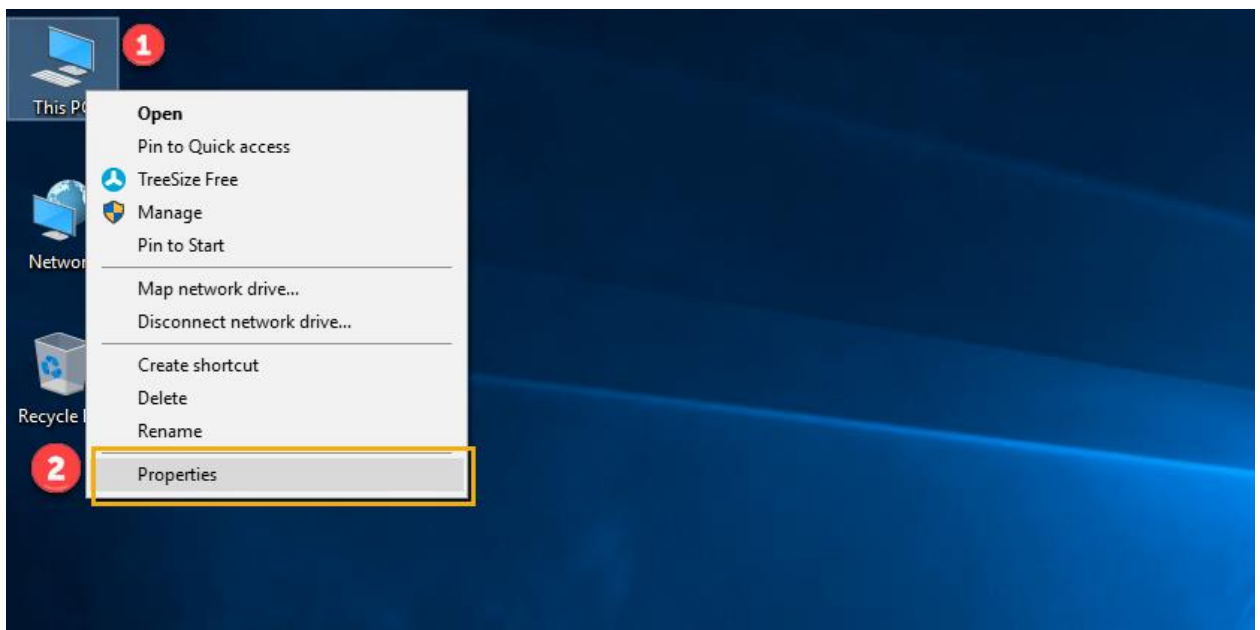 1
This P
Open
Pin to Quick access
TreeSize Free
Manage
Pin to Start
Networ
Map network drive...
Disconnect network drive...
Create shortcut
Delete
Recycle
Rename
2
Properties